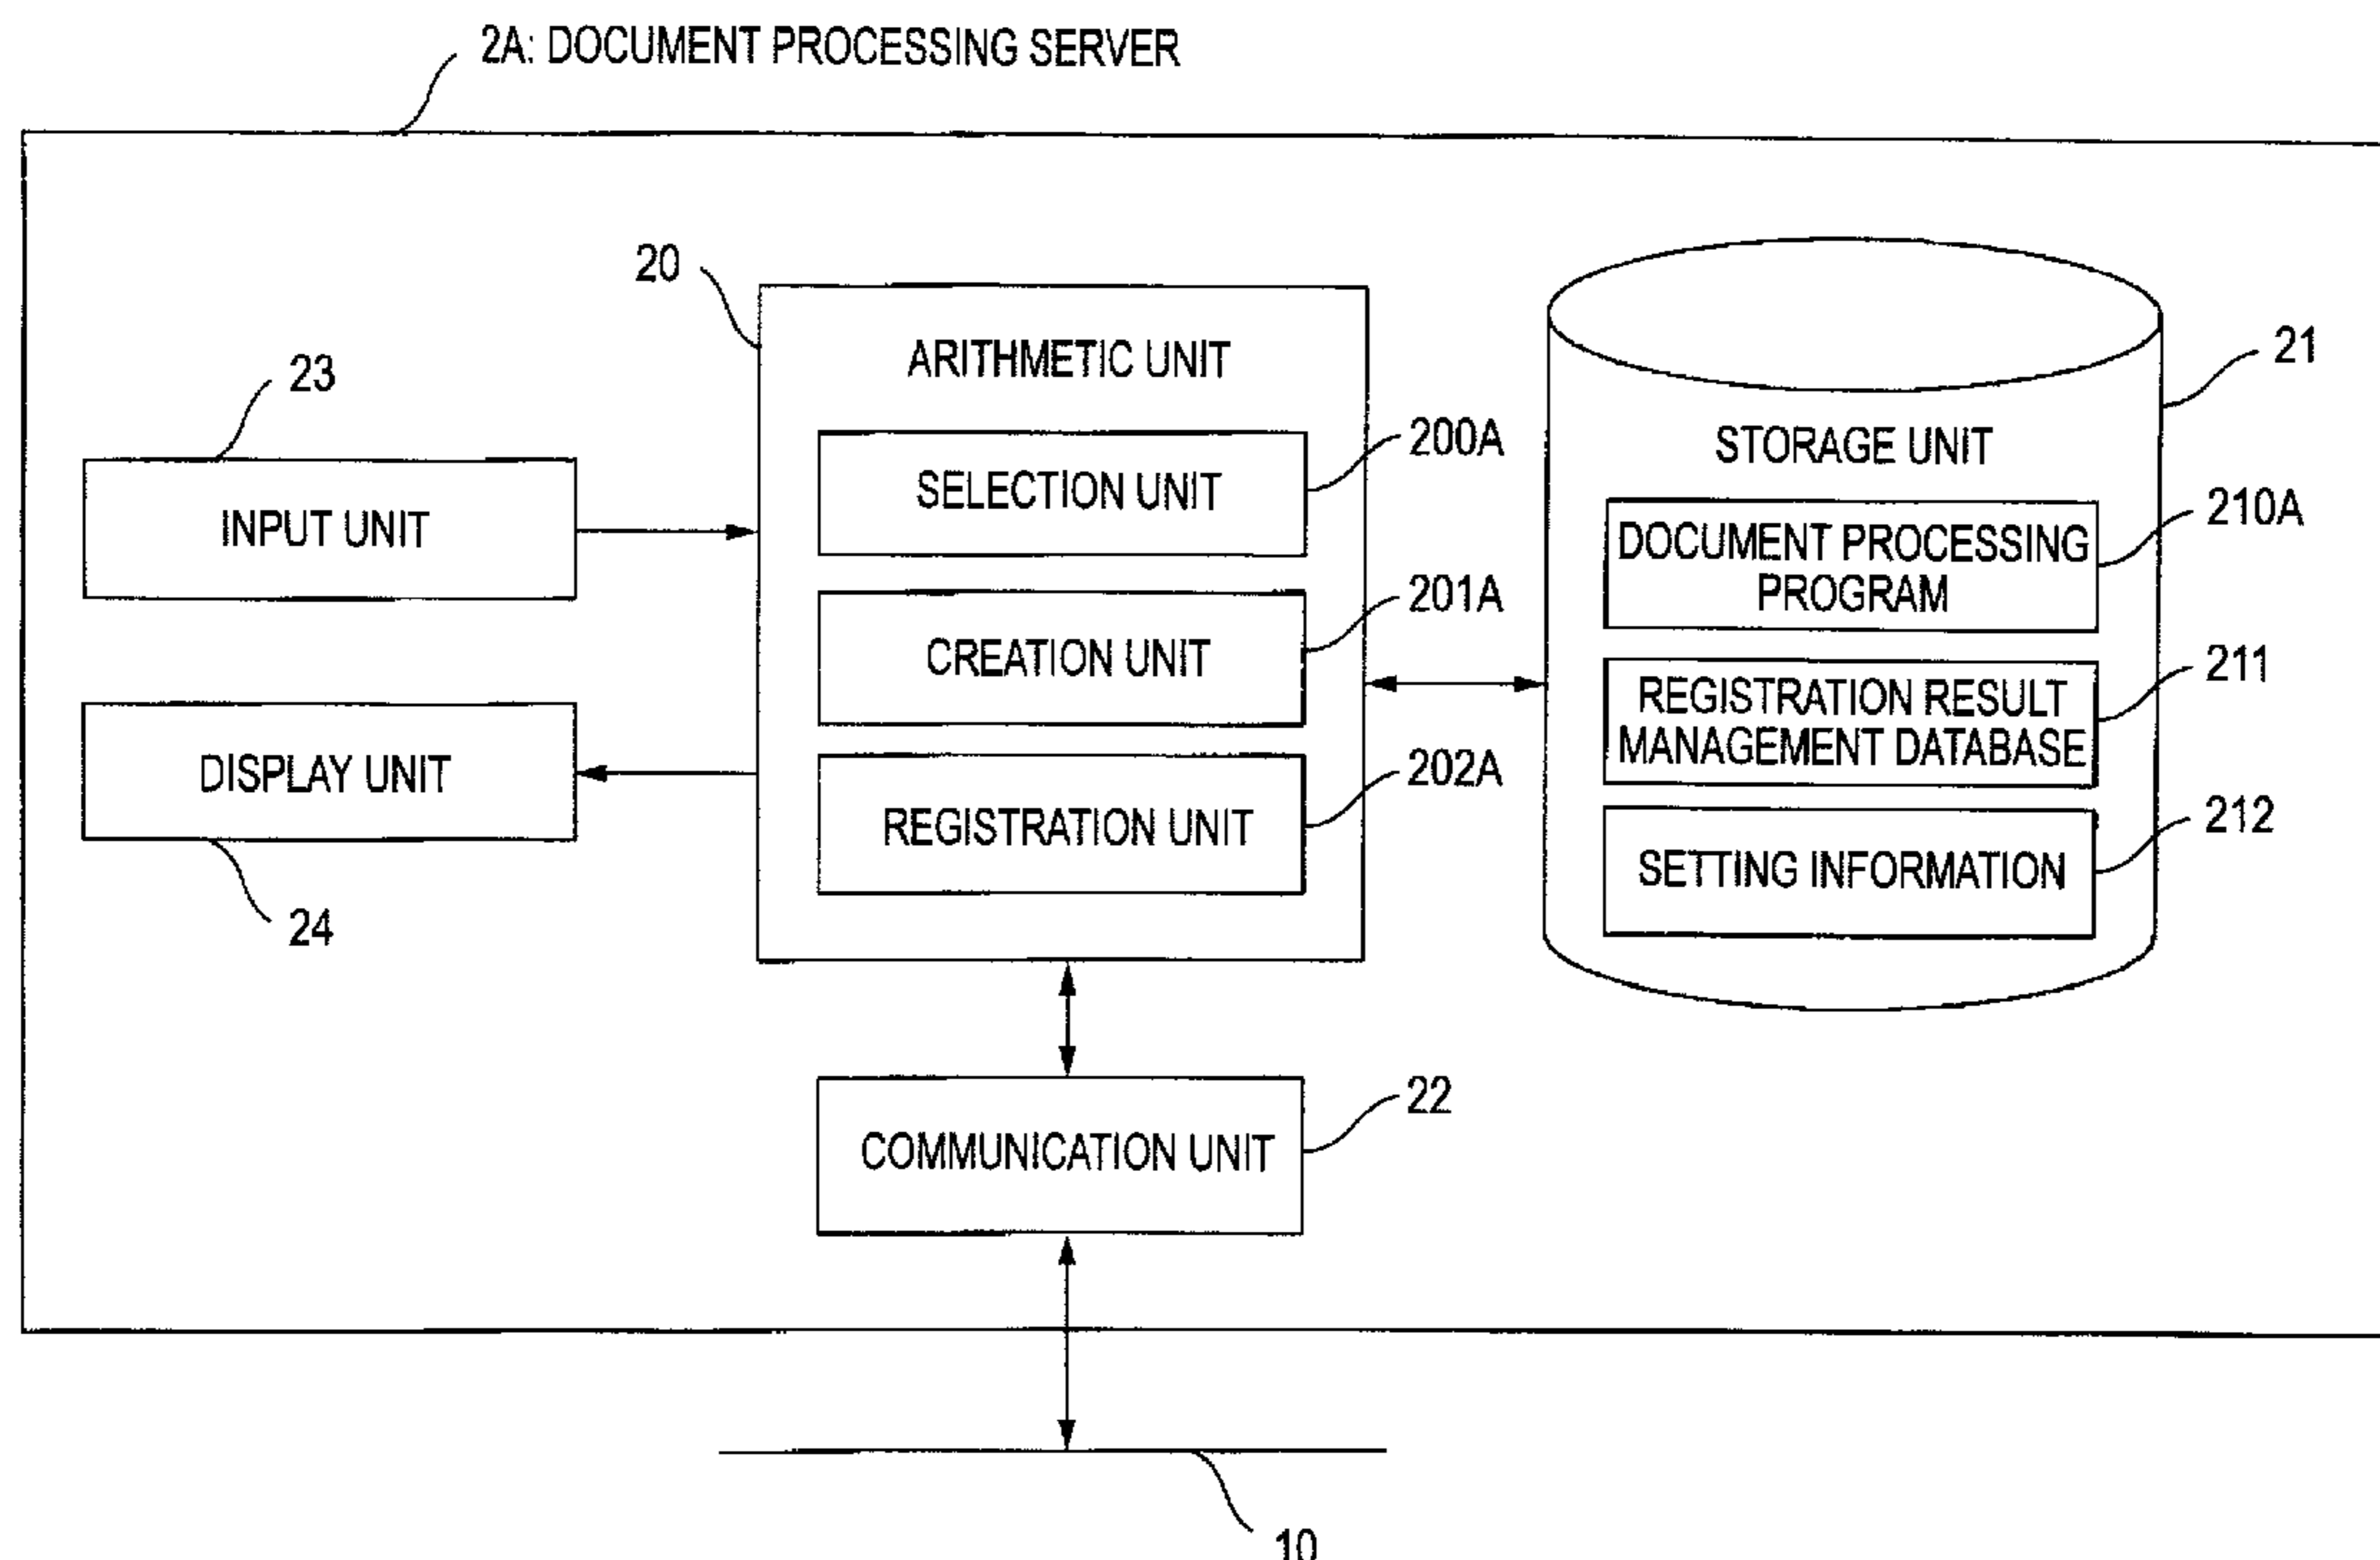 2A: DOCUMENT PROCESSING SERVER
20
ARITHMETIC UNIT
21
23
STORAGE UNIT
200A
SELECTION UNIT
INPUT UNIT
210A
DOCUMENT PROCESSING
PROGRAM
201A
CREATION UNIT
211
REGISTRATION RESULT
MANAGEMENT DATABASE
202A
DISPLAY UNIT
REGISTRATION UNIT
212
SETTING INFORMATION
24
22
COMMUNICATION UNIT
10